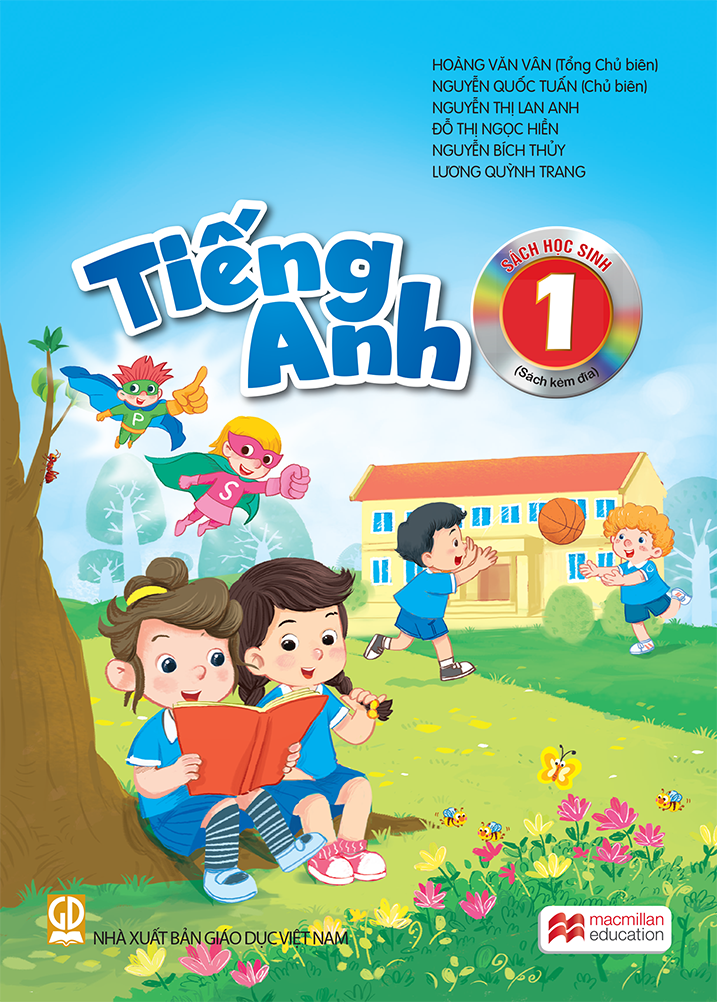 HOÀNG VĂN VÂN (Tổng Chủ biên)
NGUYỄN QUỐC TUẤN (Chủ biên)
NGUYỄN THỊ LAN ANH
ĐỖ THỊ NGỌC HIỀN
NGUYỄN BÍCH THỦY
LƯƠNG QUỲNH TRANG
Tiếng
Anh
SÁCH HỌC SINH
1
(Sách kèm đĩa)
P
S
GD
NHÀ XUẤT BẢN GIÁO DỤC VIỆT NAM
macmillan
education